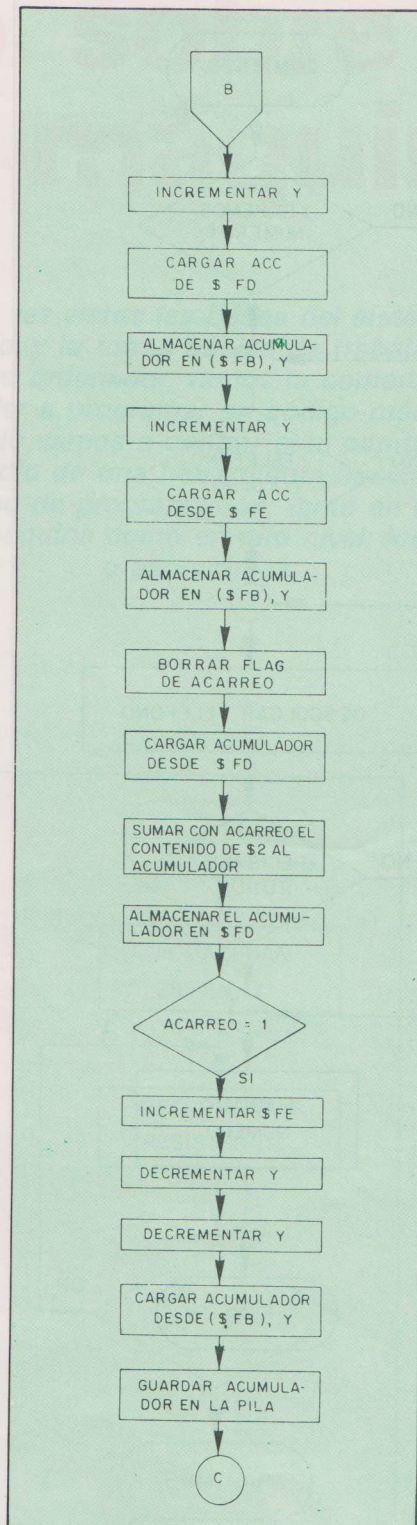 B
INCREMENTAR Y
CARGAR ACC
DE $ FD
ALMACENAR ACUMULA-
DOR EN ($ FB), Y
INCREMENTAR Y
CARGAR ACC
DESDE $ FE
ALMACENAR ACUMULA-
DOR EN ($ FB), Y
BORRAR FLAG
DE ACARREO
CARGAR ACUMULADOR
DESDE $ FD
SUMAR CON ACARREO EL
CONTENIDO DE $2 AL
ACUMULADOR
ALMACENAR EL ACUMU-
LADOR EN $ FD
ACARREO = 1
SI
INCREMENTAR $ FE
DECREMENTAR Y
DECREMENTAR Y
CARGAR ACUMULADOR
DESDE ($ FB), Y
GUARDAR ACUMULA-
DOR EN LA PILA
C